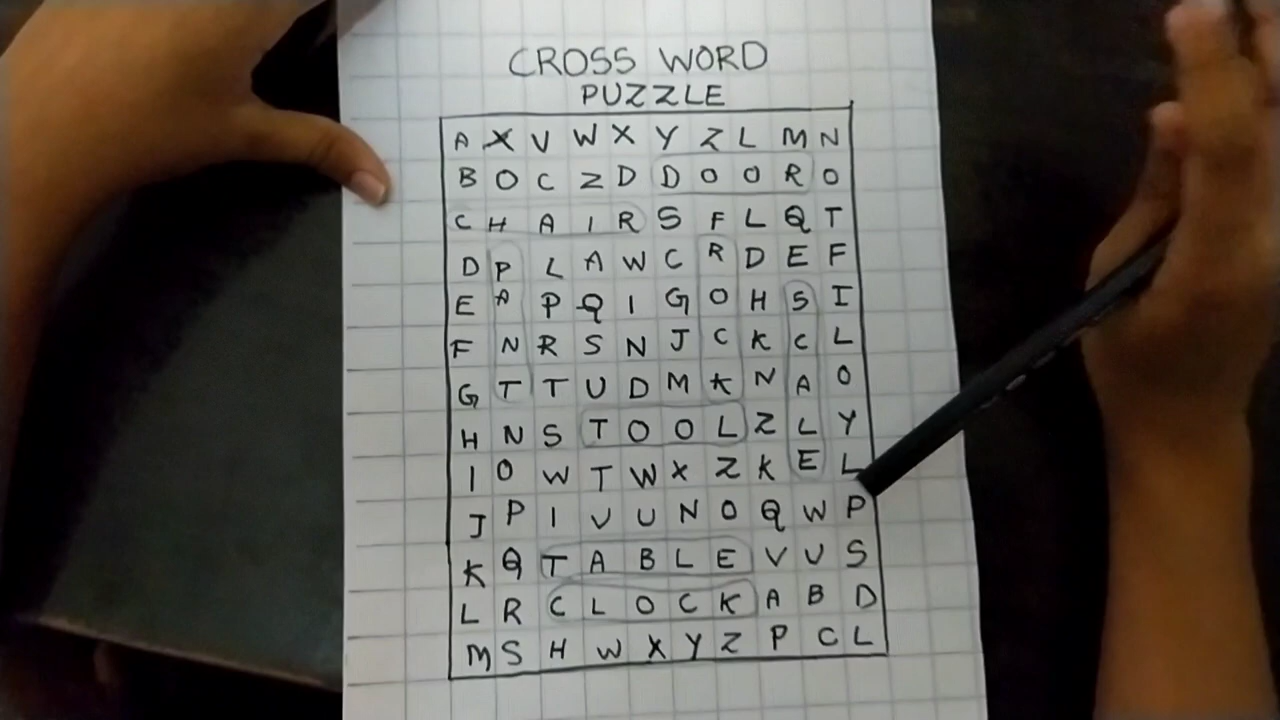 CROSS WORD
PUZZLE
A X V W X Y Z L M N
B O C Z D D O O R O
C H A I R S F L Q T
D P L A W C R D E F
E A P Q I G O H S I
F N R S N J C K C L
G T T U D M K N A O
H N S T O O L Z L Y
I O W T W X Z K E L
J P I V U N O Q W P
K Q T A B L E V U S
L R C L O C K A B D
M S H W X Y Z P C L